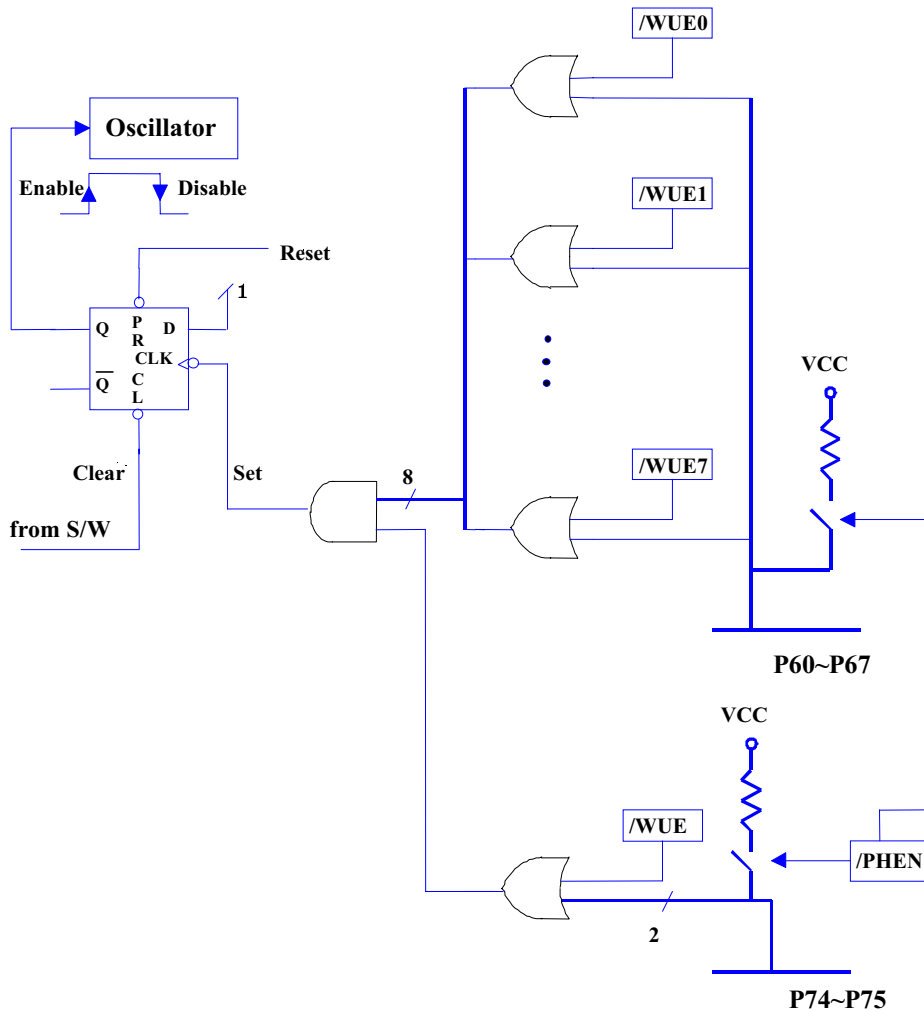 /WUE0
Oscillator
Enable
Disable
/WUE1
Reset
1
Q
P
R
D
CLK
Q
C
L
VCC
Clear
Set
8
/WUE7
from S/W
P60~P67
VCC
/WUE
/PHEN
2
P74~P75